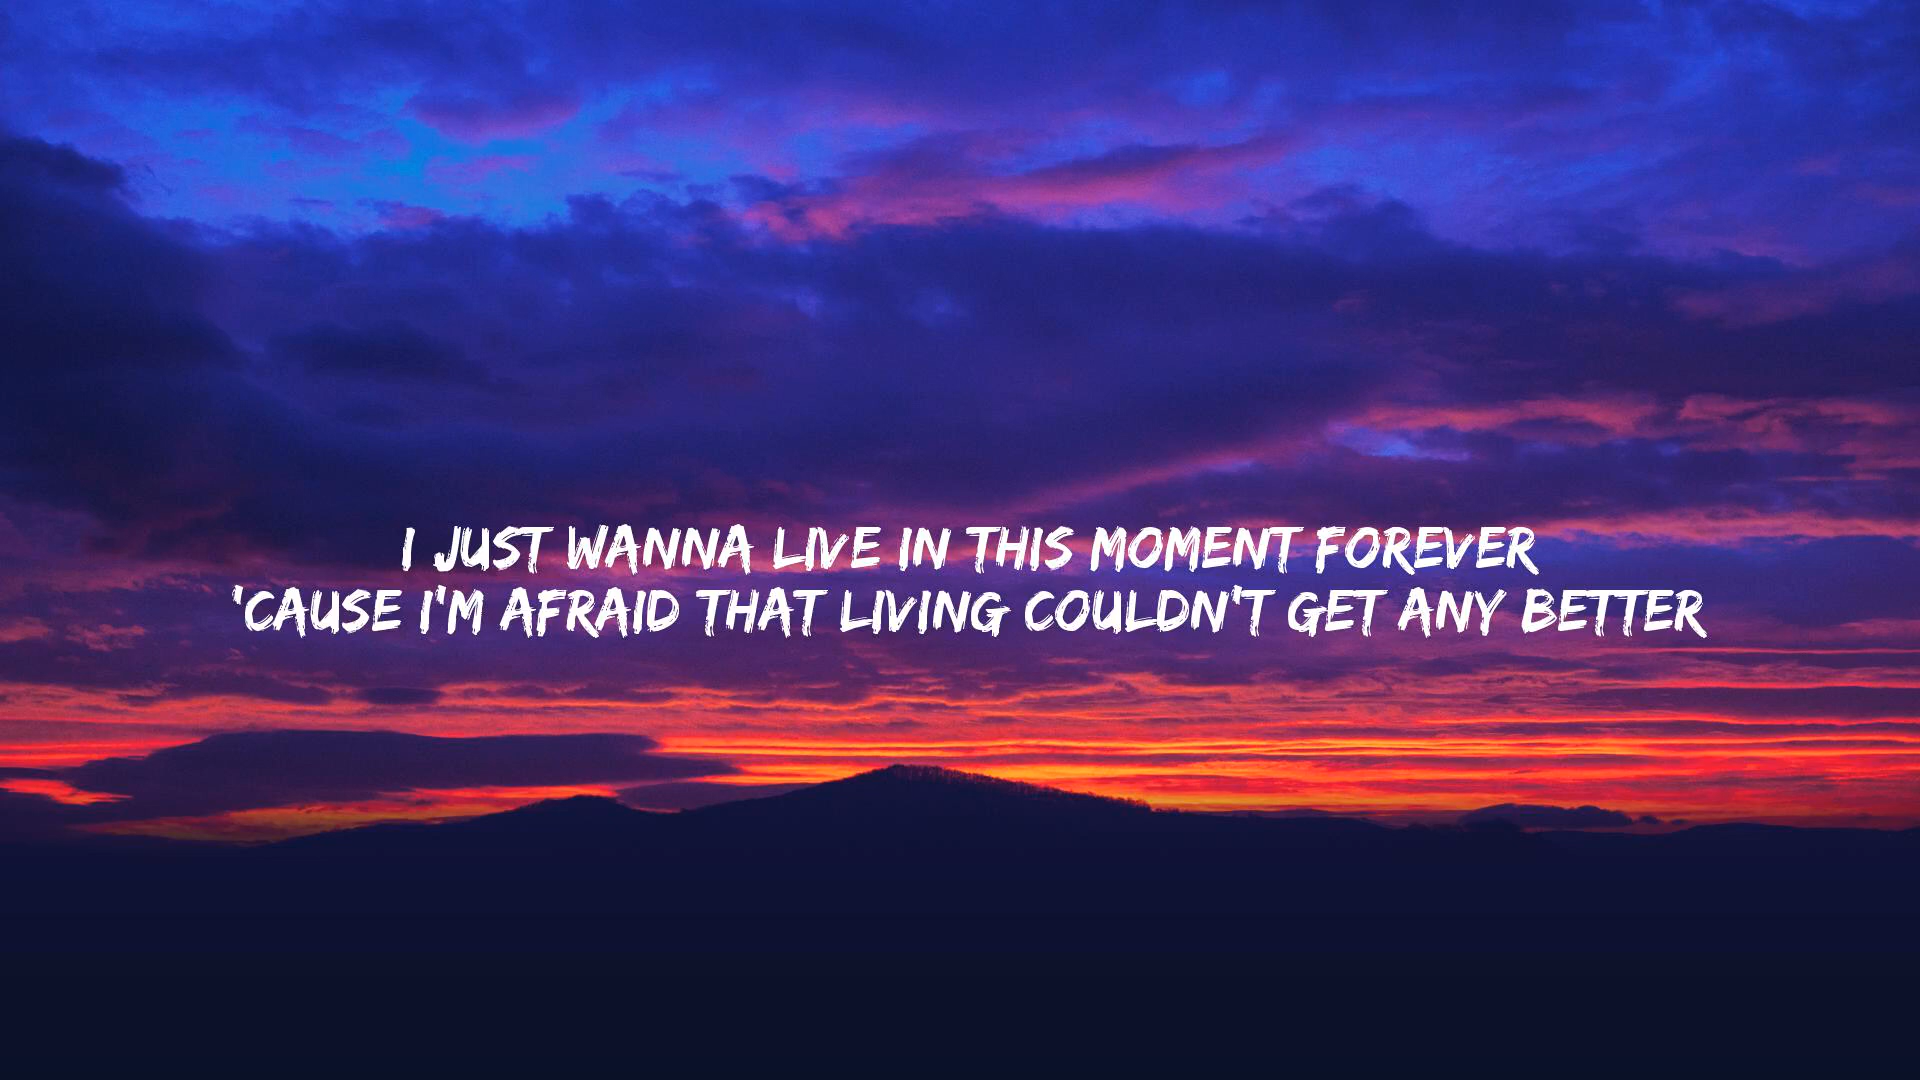 I JUST WANNA LIVE IN THIS MOMENT FOREVER
'CAUSE I'M AFRAID THAT LIVING COULDN'T GET ANY BETTER